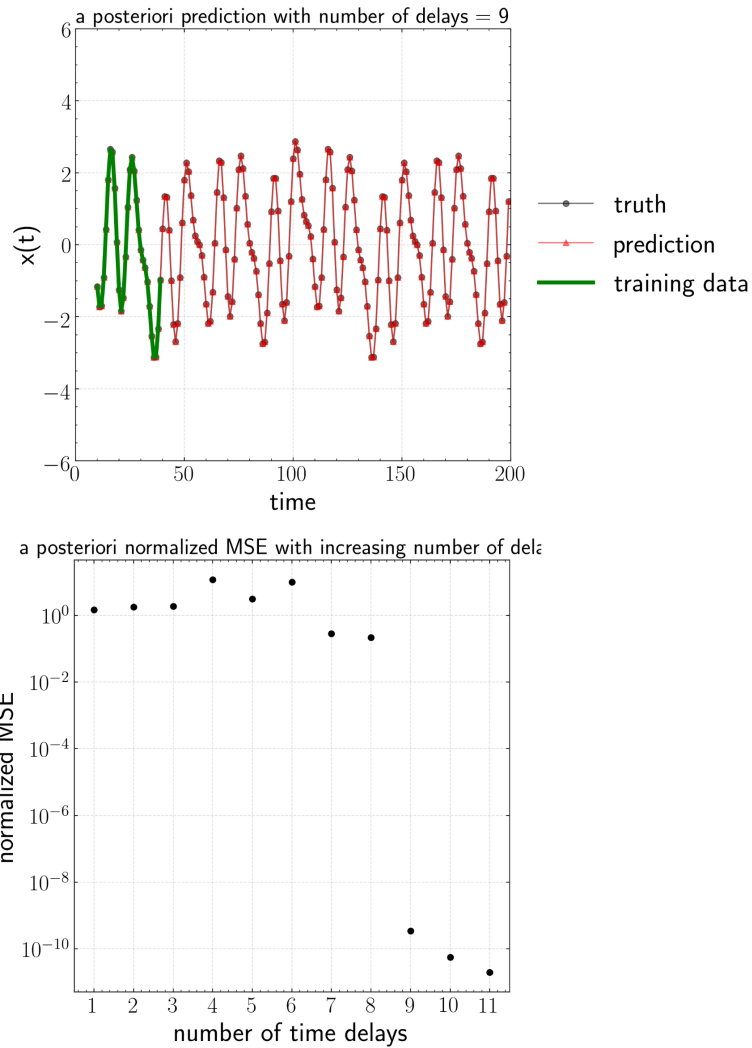 a posteriori prediction with number of delays = 9
6
4
2
0
−2
−4
−6
x(t)
0 50 100 150 200
time
truth
prediction
training data
a posteriori normalized MSE with increasing number of
10^0
10^−2
10^−4
10^−6
10^−8
10^−10
normalized MSE
1 2 3 4 5 6 7 8 9 10 11
number of time delays